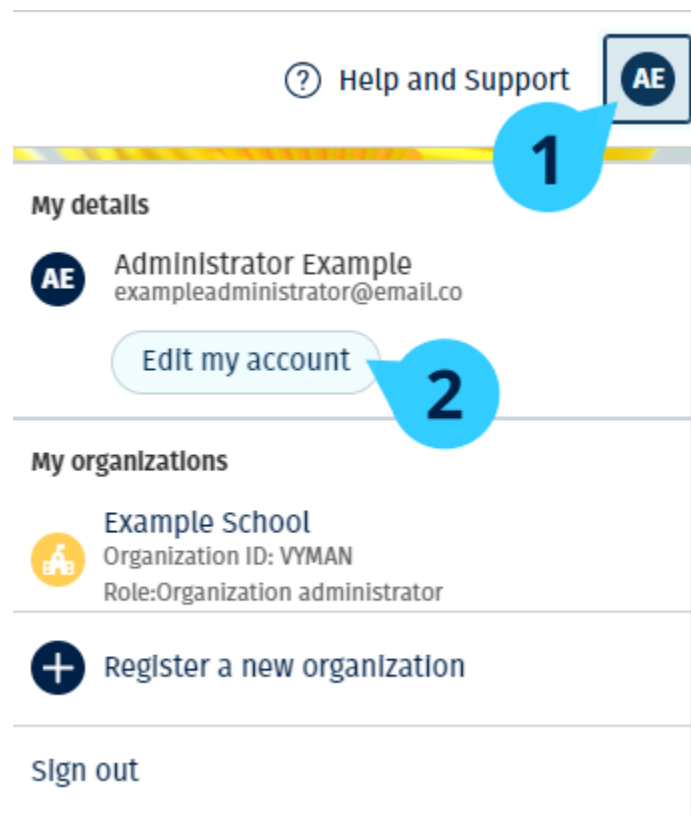 Help and Support
AE
1
My details
AE
Administrator Example
exampleadministrator@email.co
Edit my account
2
My organizations
Example School
Organization ID: VYMAN
Role:Organization administrator
Register a new organization
Sign out